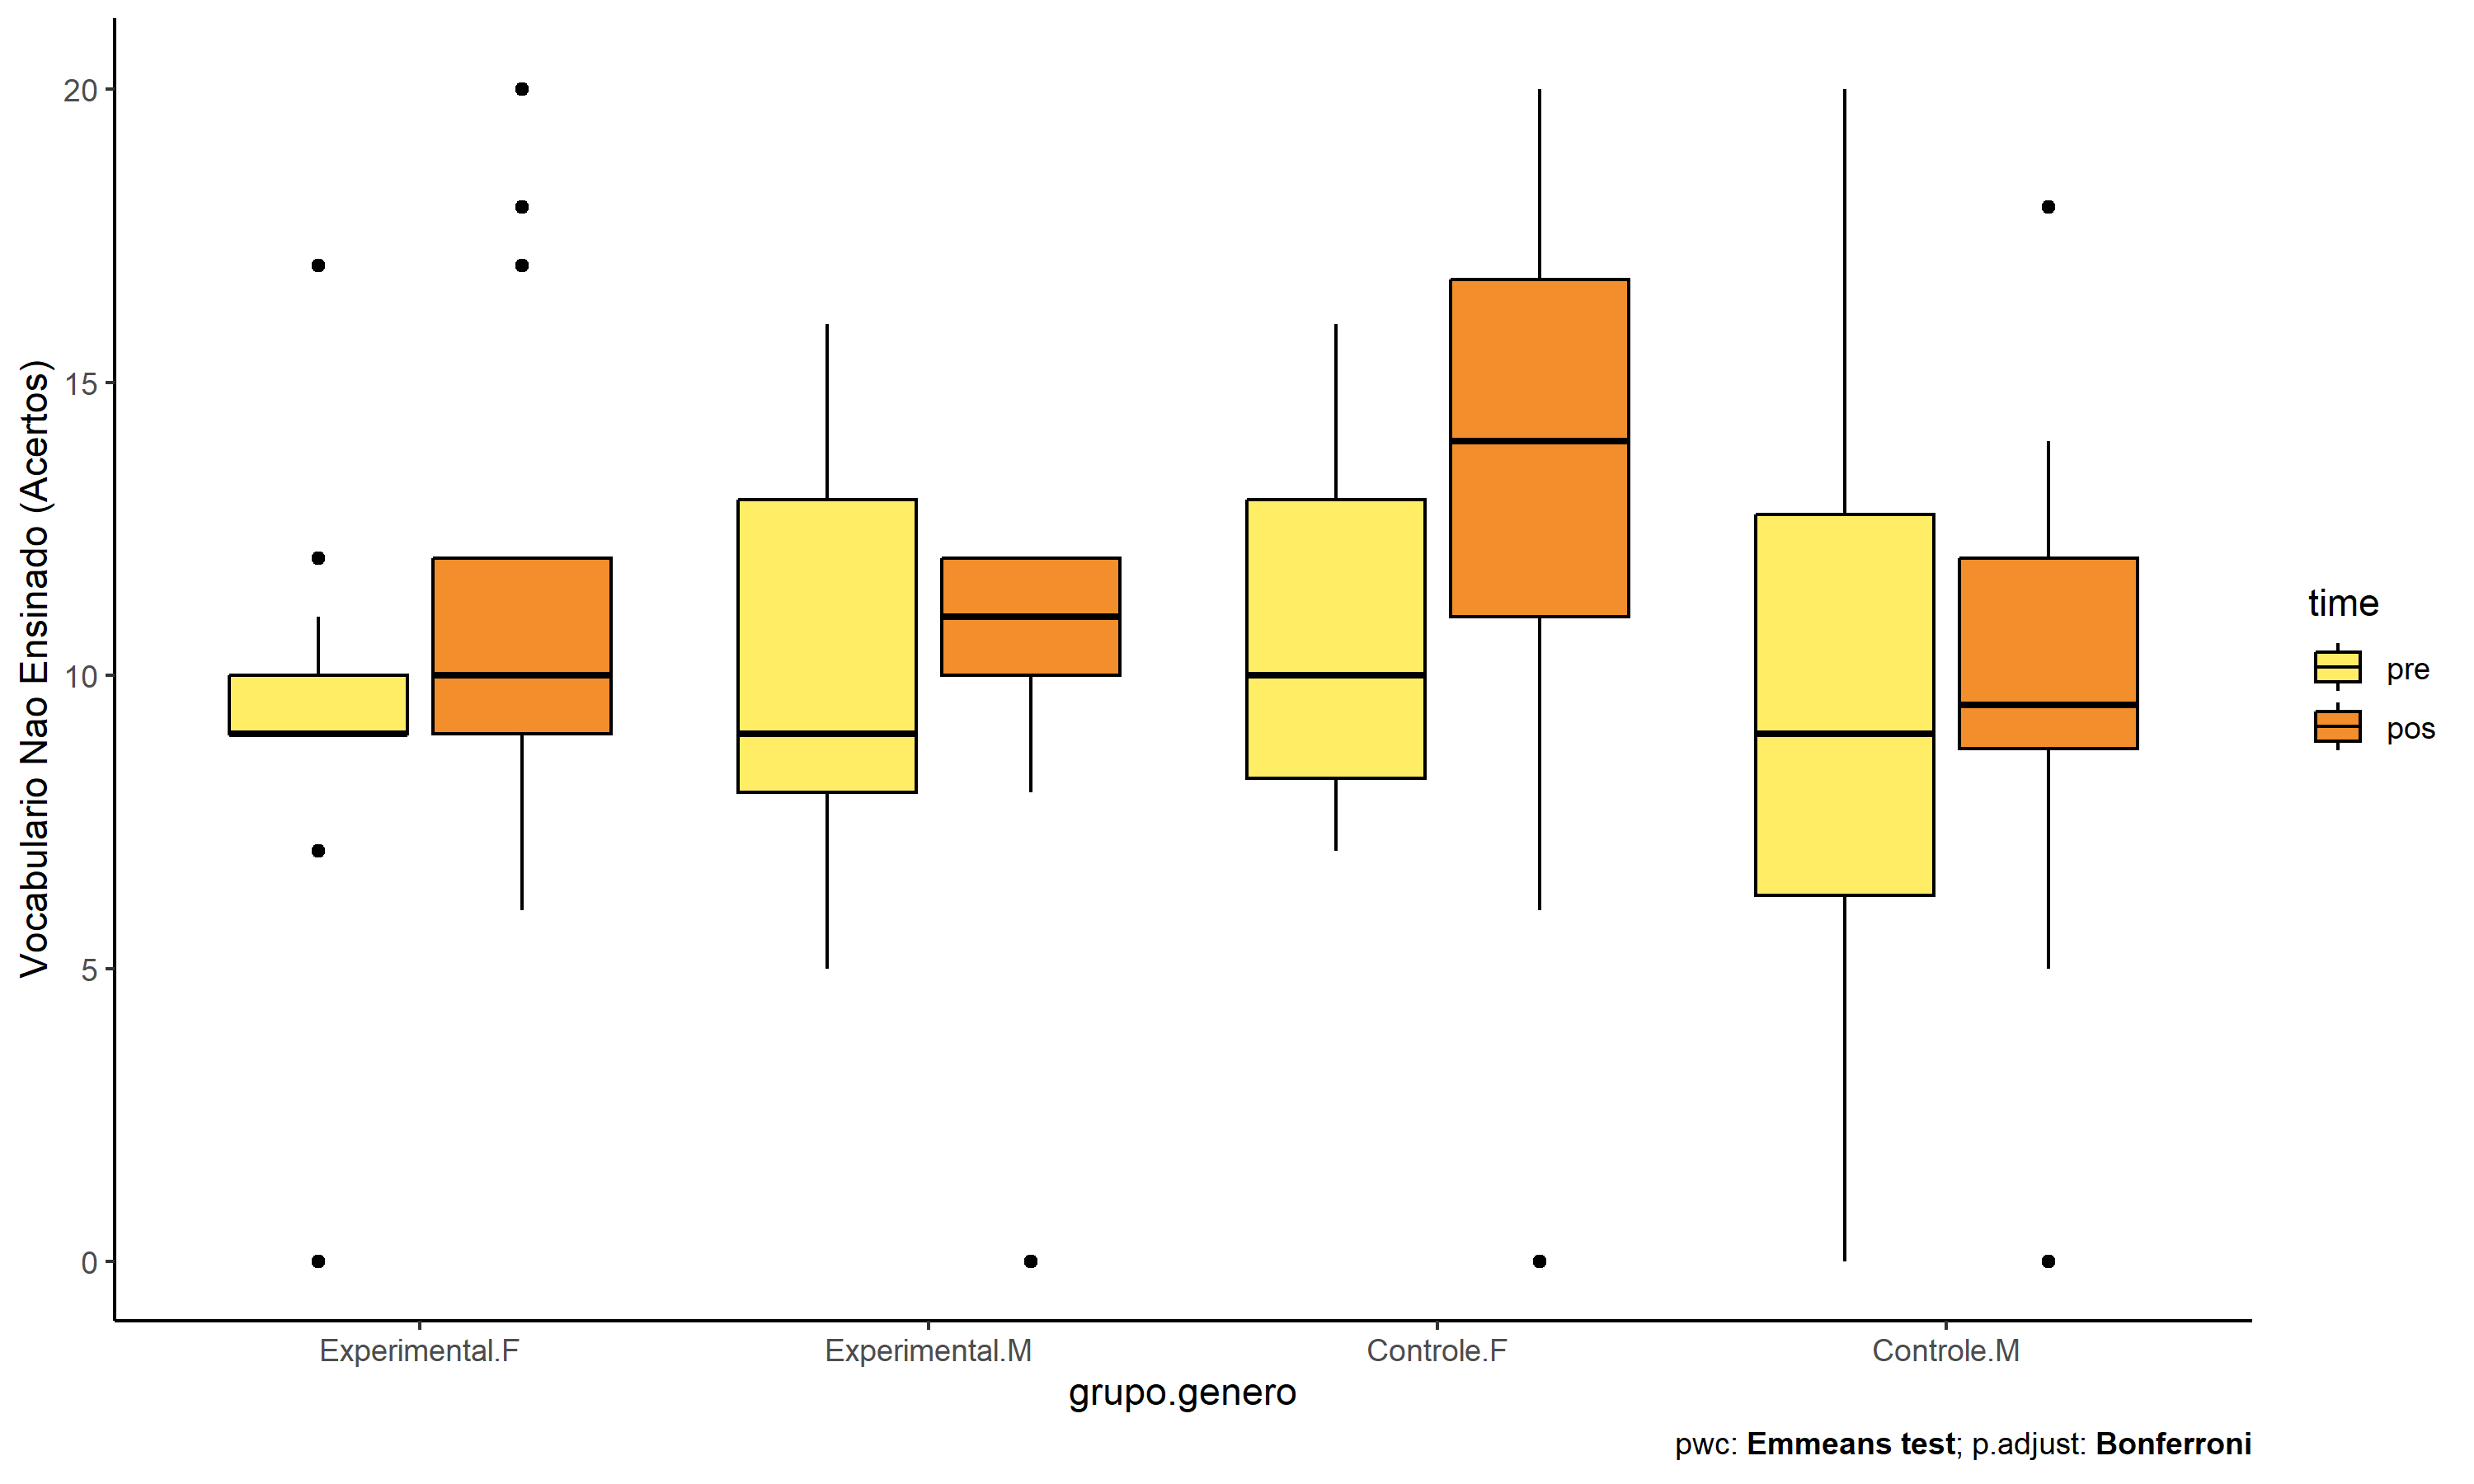 Vocabulario Nao Ensinado (Acertos)
20
15
10
5
0
Experimental.F
Experimental.M
Controle.F
Controle.M
grupo.genero
time
pre
pos
pwc: Emmeans test; p.adjust: Bonferroni